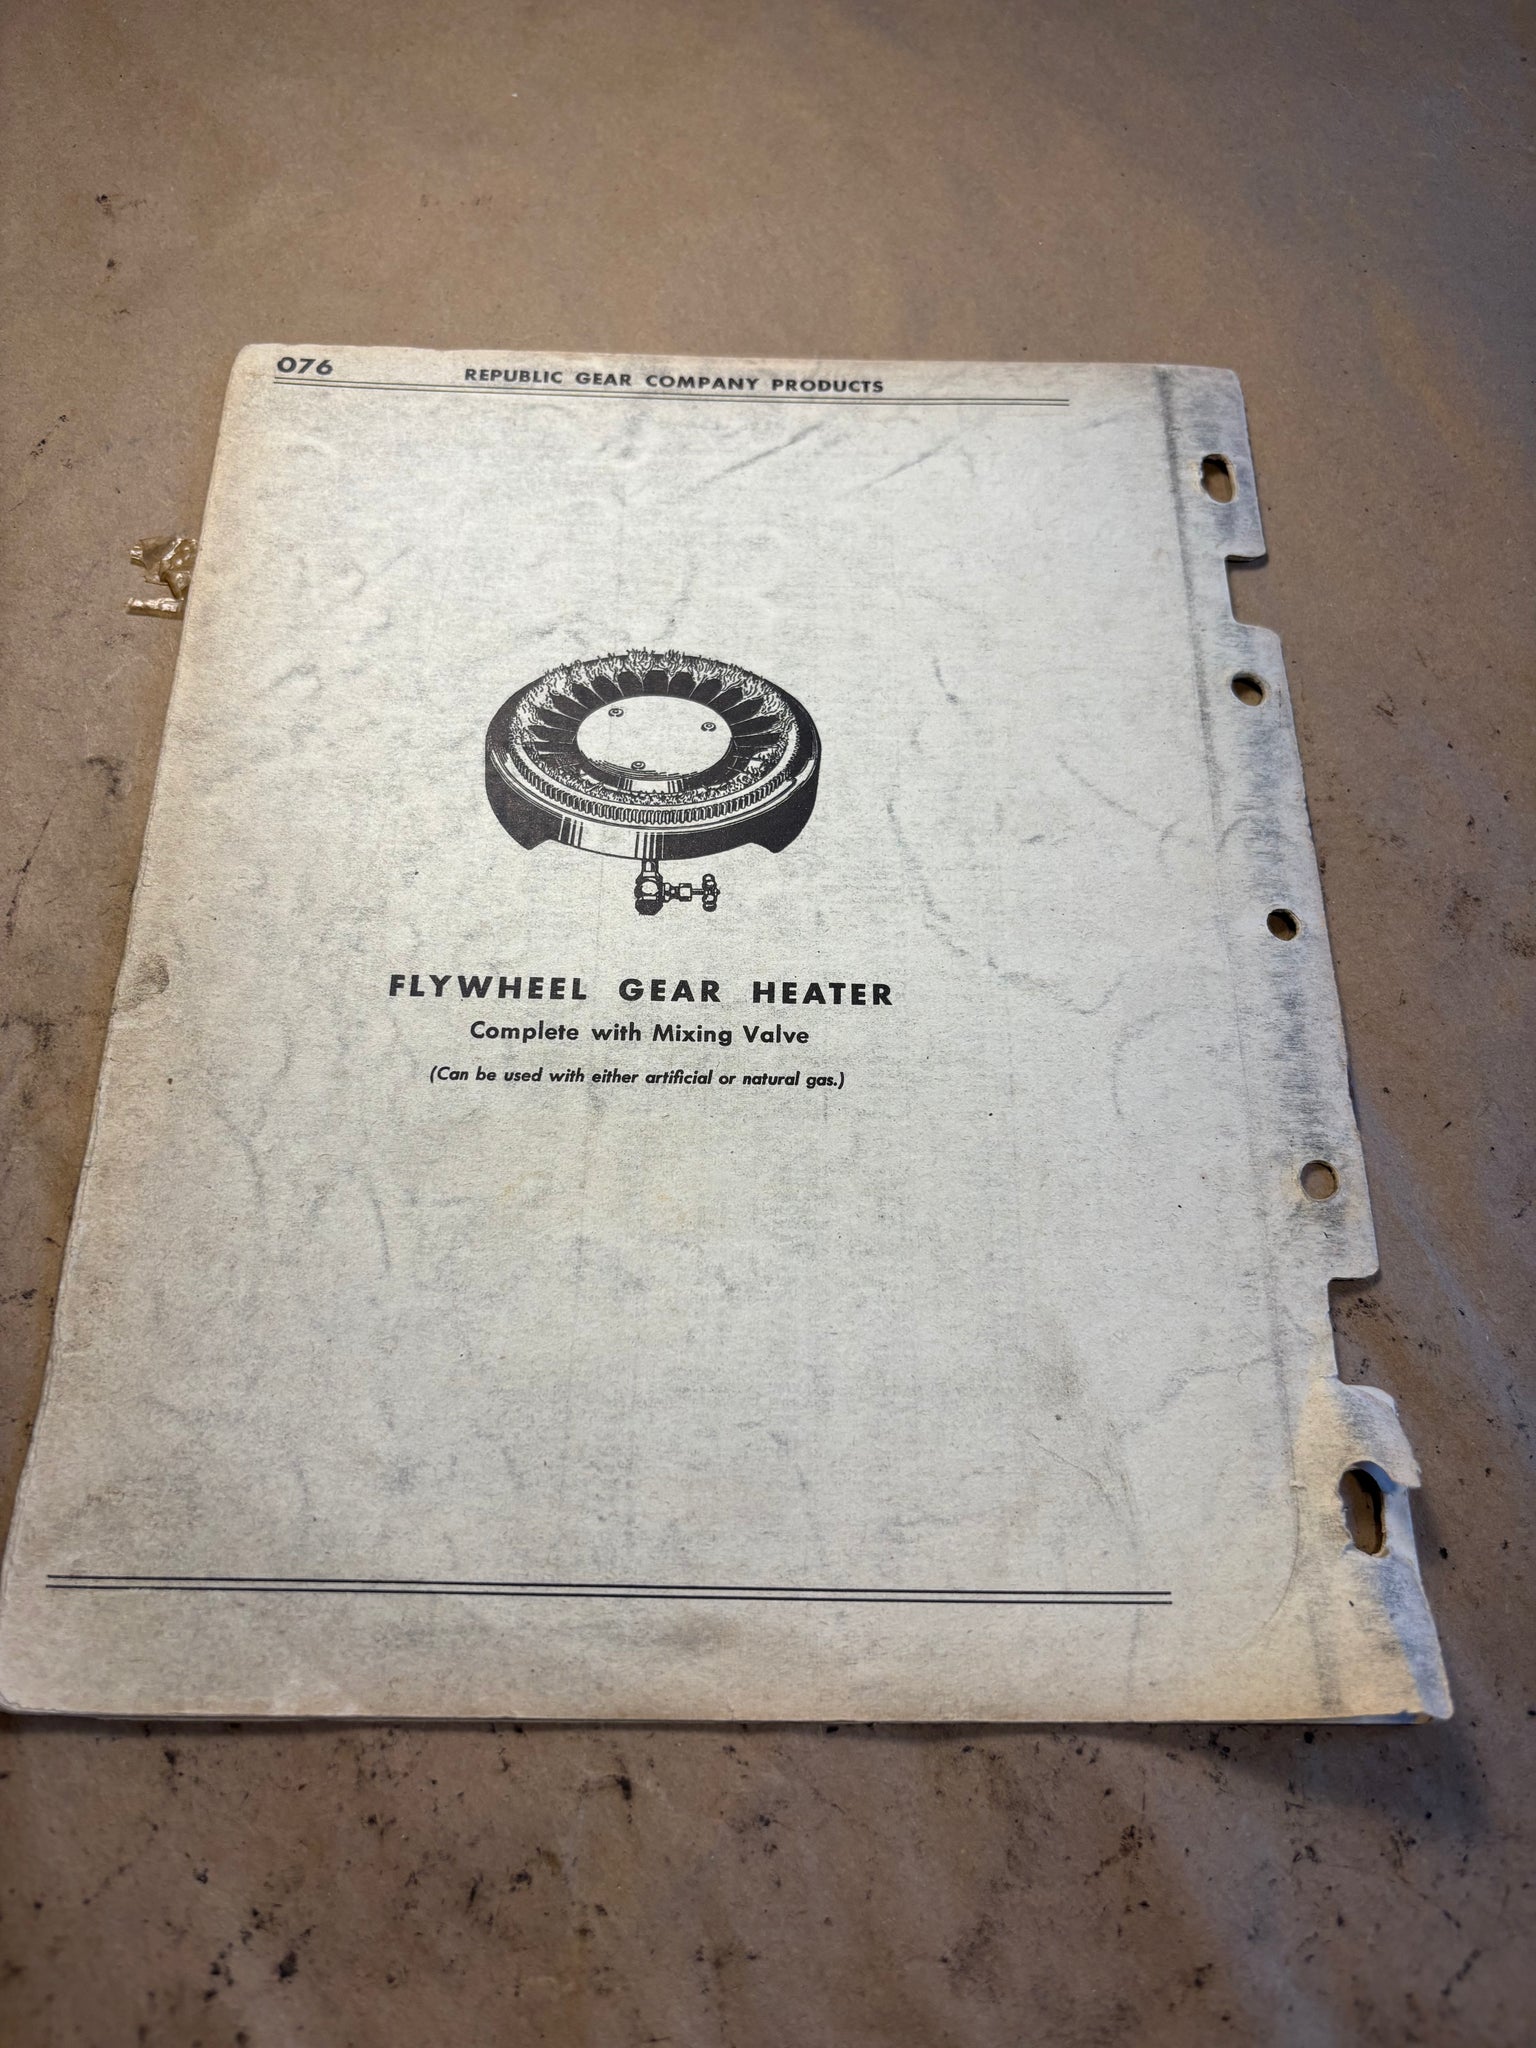 076
REPUBLIC GEAR COMPANY PRODUCTS
FLYWHEEL GEAR HEATER
Complete with Mixing Valve
(Can be used with either artificial or natural gas.)